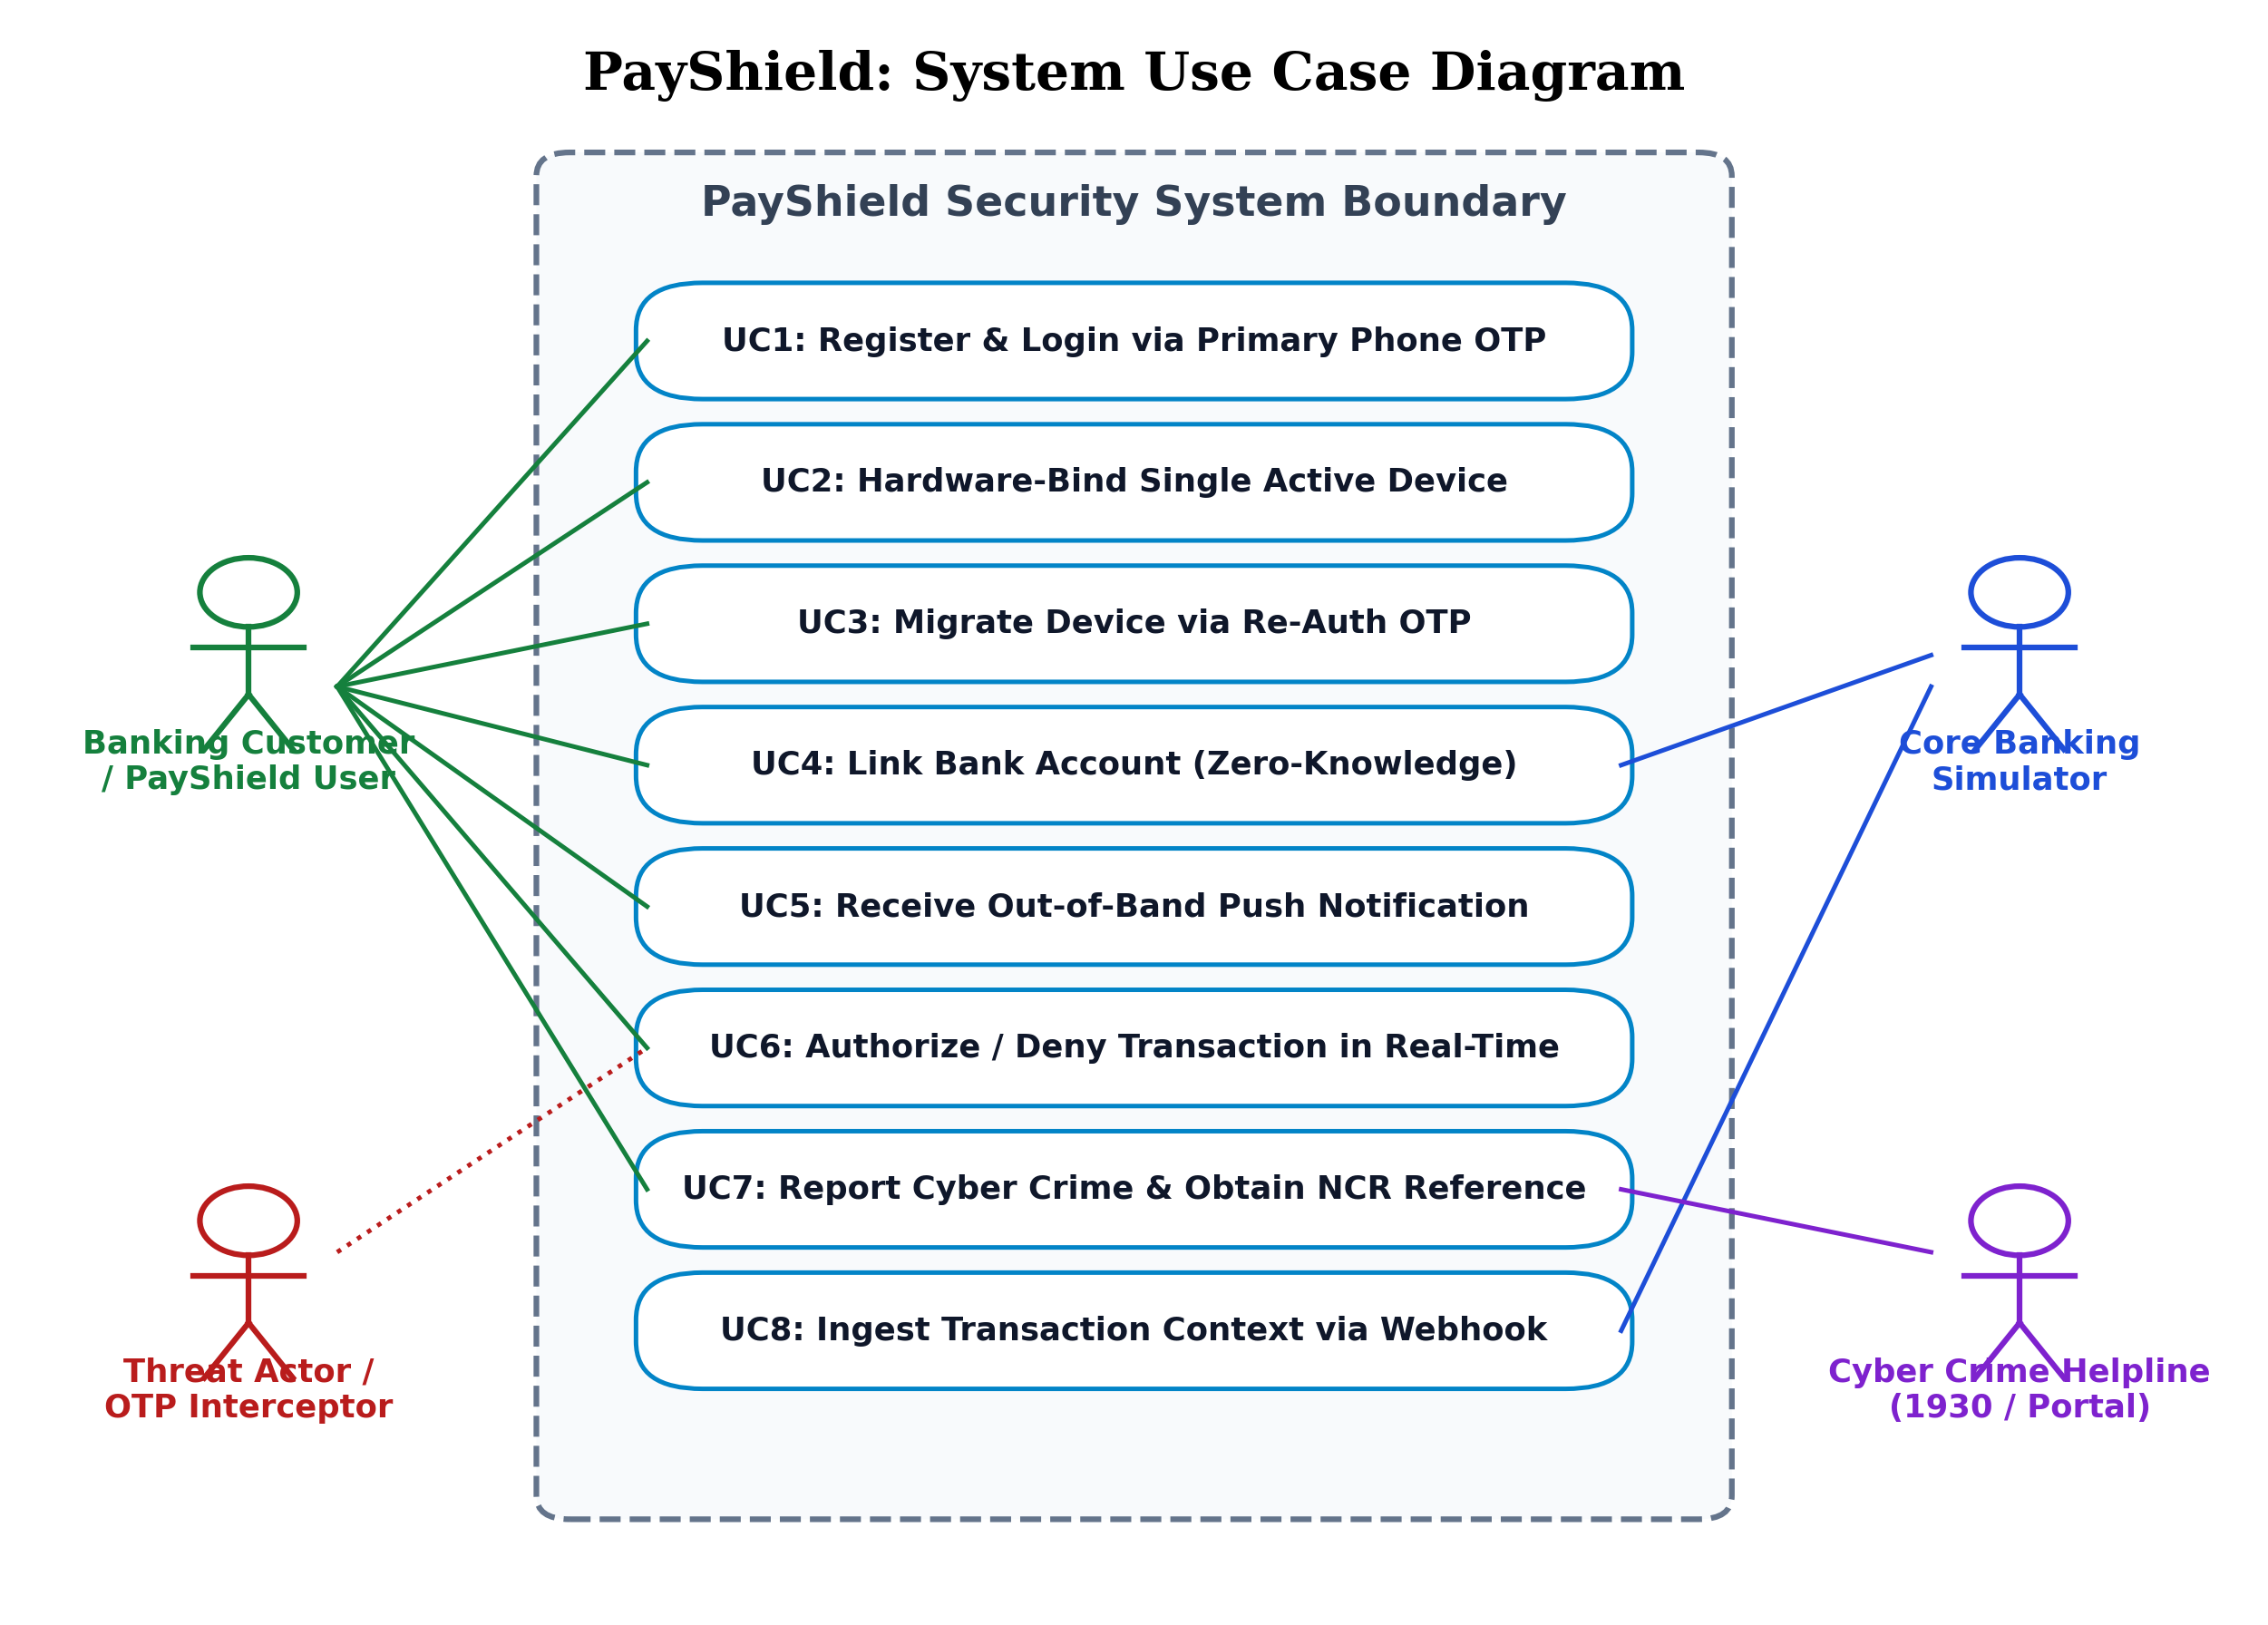 PayShield: System Use Case Diagram
PayShield Security System Boundary
UC1: Register & Login via Primary Phone OTP
UC2: Hardware-Bind Single Active Device
UC3: Migrate Device via Re-Auth OTP
UC4: Link Bank Account (Zero-Knowledge)
UC5: Receive Out-of-Band Push Notification
UC6: Authorize / Deny Transaction in Real-Time
UC7: Report Cyber Crime & Obtain NCR Reference
UC8: Ingest Transaction Context via Webhook
Banking Customer
/ PayShield User
Threat Actor /
OTP Interceptor
Core Banking
Simulator
Cyber Crime Helpline
(1930 / Portal)